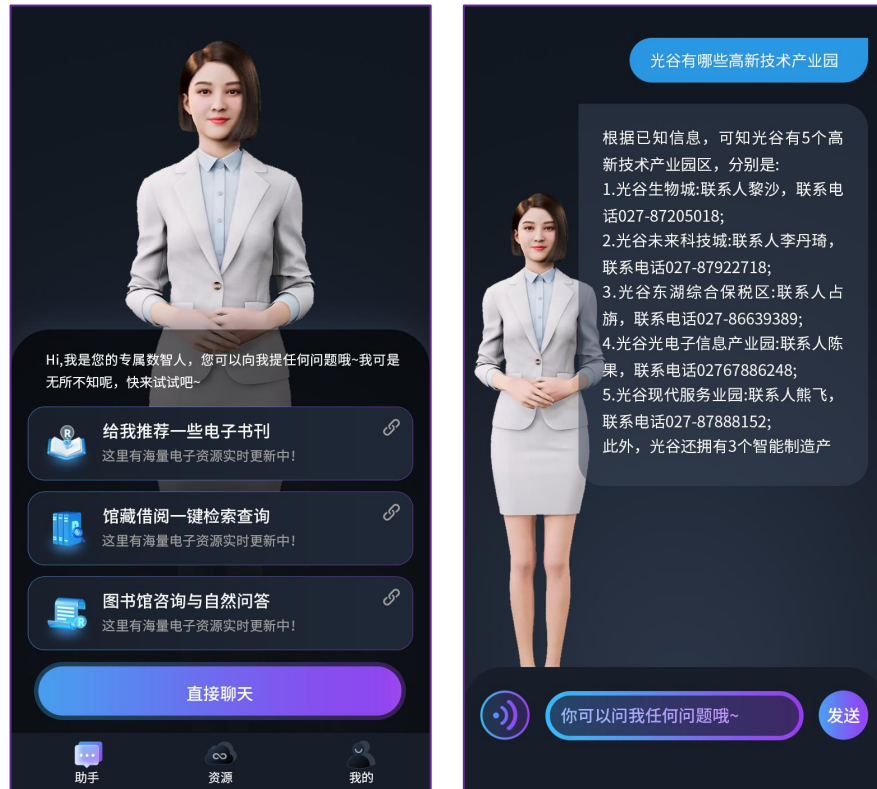 Hi,我是您的专属数智人，您可以向我提任何问题哦~我可是
无所不知呢，快来试试吧~
给我推荐一些电子书刊
这里有海量电子资源实时更新中!
馆藏借阅一键检索查询
这里有海量电子资源实时更新中!
图书馆咨询与自然问答
这里有海量电子资源实时更新中!
直接聊天
助手
资源
我的
光谷有哪些高新技术产业园
根据已知信息，可知光谷有5个高
新技术产业园区，分别是:
1.光谷生物城:联系人黎沙，联系电
话027-87205018;
2.光谷未来科技城:联系人李丹琦，
联系电话027-87922718;
3.光谷东湖综合保税区:联系人占
旃，联系电话027-86639389;
4.光谷光电子信息产业园:联系人陈
果，联系电话02767886248;
5.光谷现代服务业园:联系人熊飞，
联系电话027-87888152;
此外，光谷还拥有3个智能制造产
你可以问我任何问题哦~
发送